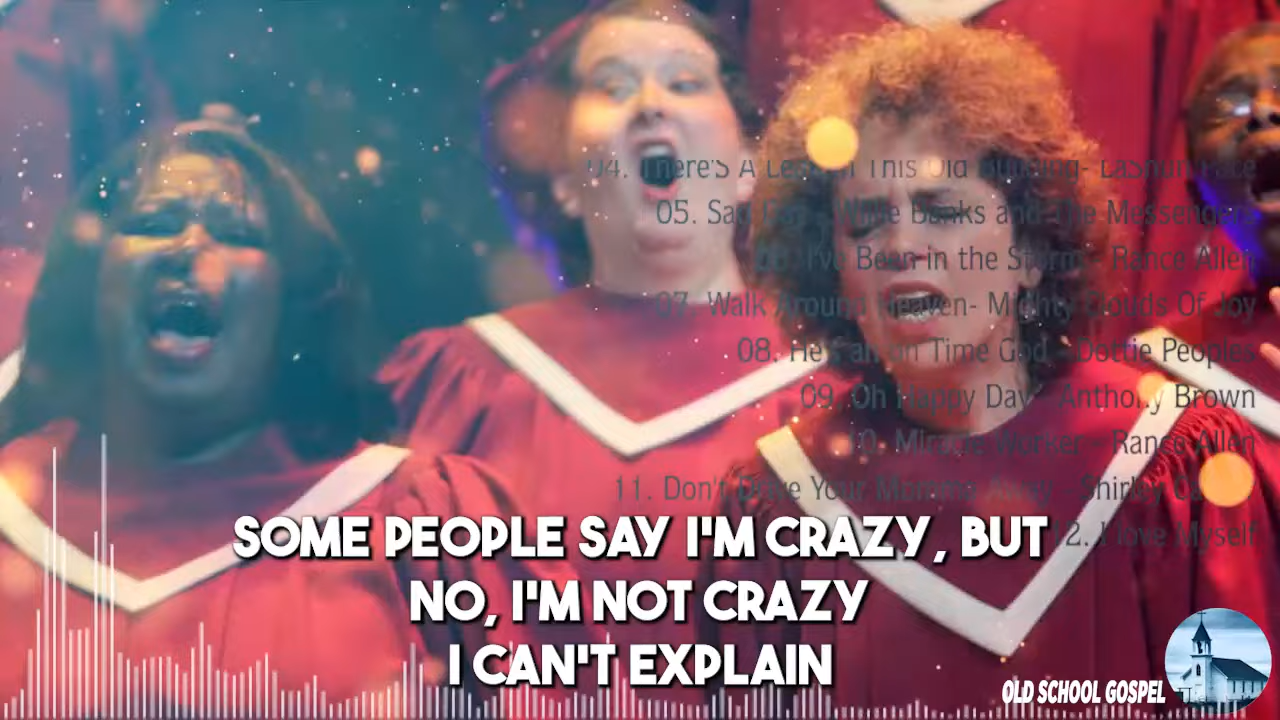 04. There'S A Leak In This Old Building- LaShun Pace
05. Sad Day - Willie Banks and The Messengers
06. I've Been in the Storm - Rance Allen
07. Walk Around Heaven- Mighty Clouds Of Joy
08. He's an on Time God - Dottie Peoples
09. Oh Happy Day - Anthony Brown
10. Miracle Worker - Rance Allen
11. Don't Drive Your Momma Away - Shirley
12. I love Myself
SOME PEOPLE SAY I'M CRAZY, BUT
NO, I'M NOT CRAZY
I CAN'T EXPLAIN
OLD SCHOOL GOSPEL